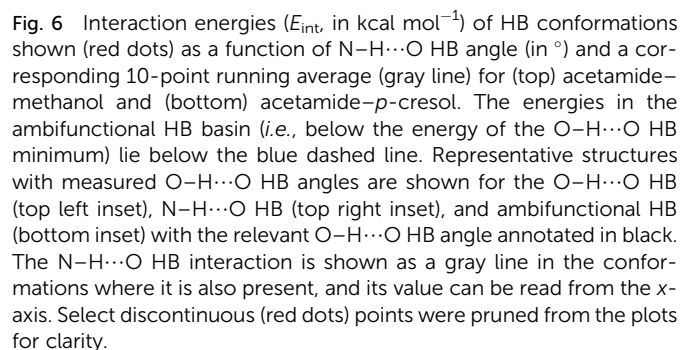 Fig. 6 Interaction energies (Eint, in kcal mol−1) of HB conformations
shown (red dots) as a function of N–H···O HB angle (in °) and a cor-
responding 10-point running average (gray line) for (top) acetamide–
methanol and (bottom) acetamide–p-cresol. The energies in the
ambifunctional HB basin (i.e., below the energy of the O–H···O HB
minimum) lie below the blue dashed line. Representative structures
with measured O–H···O HB angles are shown for the O–H···O HB
(top left inset), N–H···O HB (top right inset), and ambifunctional HB
(bottom inset) with the relevant O–H···O HB angle annotated in black.
The N–H···O HB interaction is shown as a gray line in the confor-
mations where it is also present, and its value can be read from the x-
axis. Select discontinuous (red dots) points were pruned from the plots
for clarity.